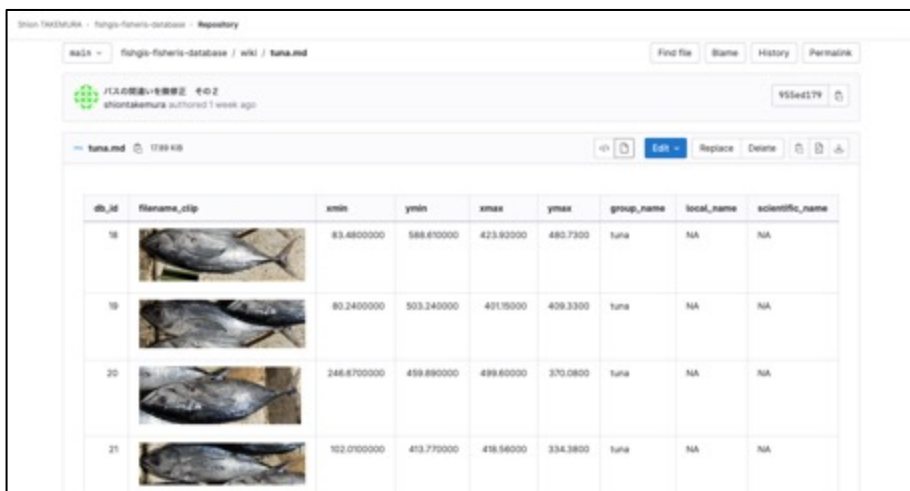 Shion TAKEMURA › fishgis-fisheris-database › Repository
main fishgis-fisheris-database / wiki / tuna.md Find file Blame History Permalink
パスの間違いを微修正 その2
shiontakemura authored 1 week ago
955ed179
tuna.md 17.89 KiB Edit Replace Delete
db_id filename_clip xmin ymin xmax ymax group_name local_name scientific_name
18 83.4800000 588.610000 423.92000 480.7300 tuna NA NA
19 80.2400000 503.240000 401.15000 409.3300 tuna NA NA
20 246.6700000 459.890000 499.60000 370.0800 tuna NA NA
21 102.0100000 413.770000 418.56000 334.3800 tuna NA NA